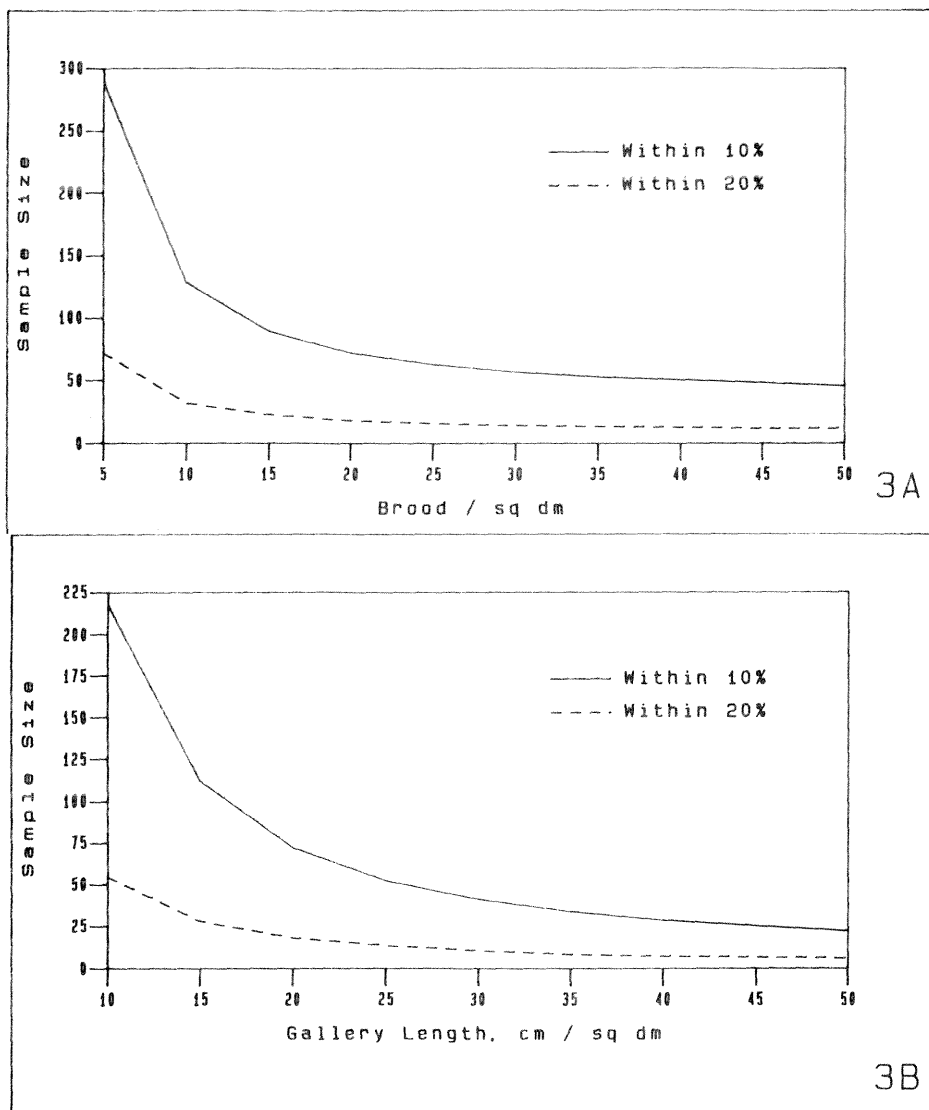 300
250
200
150
100
50
0
Sample Size
Within 10%
Within 20%
5 10 15 20 25 30 35 40 45 50
Brood / sq dm
3A
225
200
175
150
125
100
75
50
25
0
Sample Size
Within 10%
Within 20%
10 15 20 25 30 35 40 45 50
Gallery Length, cm / sq dm
3B